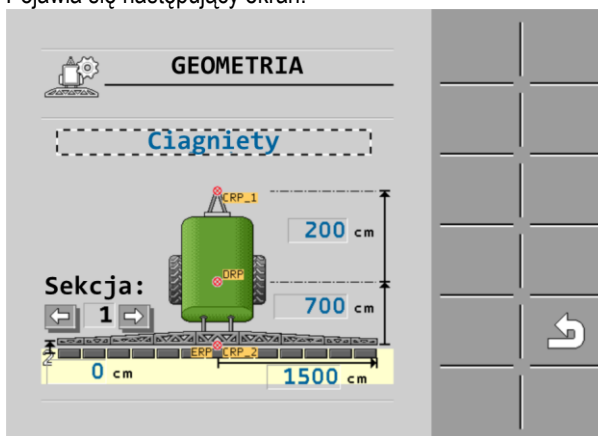 Pojawia się następujący ekran:
GEOMETRIA
Ciagniety
CRP_1
200 cm
DRP
Sekcja:
1
700 cm
ERP CRP_2
0 cm
1500 cm